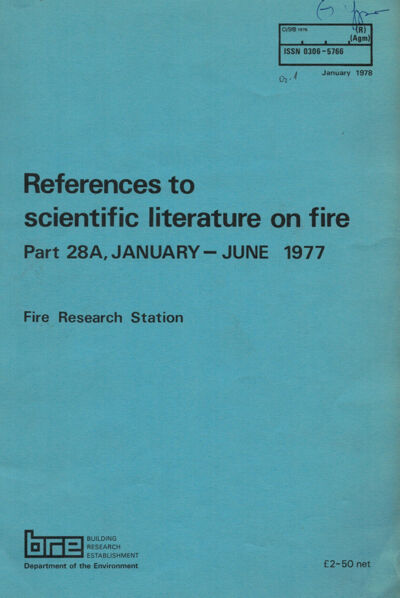 CI/SfB 1976
(R)
(Agm)
ISSN 0306-5766
January 1978
References to
scientific literature on fire
Part 28A, JANUARY — JUNE 1977
Fire Research Station
bre
BUILDING
RESEARCH
ESTABLISHMENT
Department of the Environment
£2-50 net